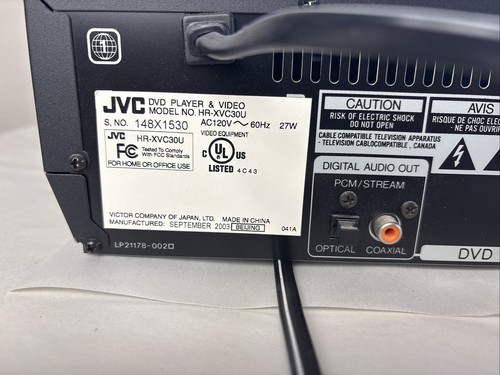 JVC DVD PLAYER & VIDEO
MODEL NO. HR-XVC30U
S, NO. 148X1530 AC120V 60Hz 27W
JVC HR-XVC30U
FC Tested To Comply
With FCC Standards
FOR HOME OR OFFICE USE
VIDEO EQUIPMENT
C UL US
LISTED 4C43
VICTOR COMPANY OF JAPAN, LTD. MADE IN CHINA
MANUFACTURED: SEPTEMBER 2003 BEIJING 041A
LP21178-002
CAUTION
RISK OF ELECTRIC SHOCK
DO NOT OPEN
AVIS
RISQUE DE CHOC ELEC
- NE PAS OUVRIR
CABLE COMPATIBLE TELEVISION APPARATUS
- TELEVISION CABLOCOMPATIBLE, CANADA
DIGITAL AUDIO OUT
PCM/STREAM
OPTICAL COAXIAL
DVD